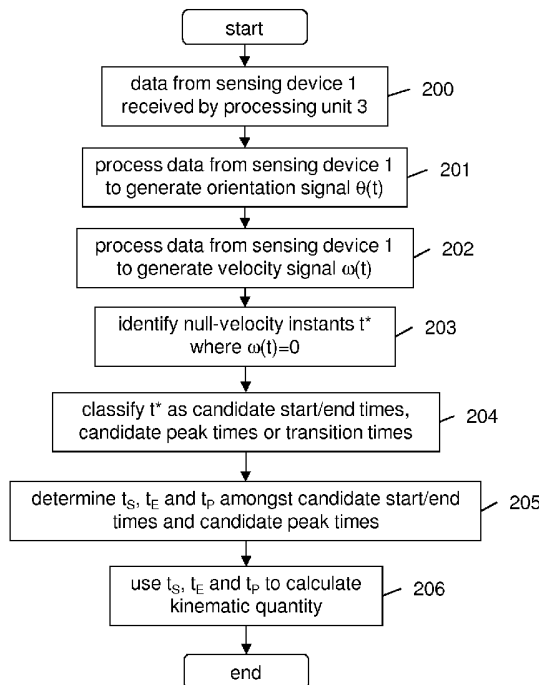 start
data from sensing device 1
received by processing unit 3
200
process data from sensing device 1
to generate orientation signal θ(t)
201
process data from sensing device 1
to generate velocity signal ω(t)
202
identify null-velocity instants t*
where ω(t)=0
203
classify t* as candidate start/end times,
candidate peak times or transition times
204
determine tS, tE and tP amongst candidate start/end
times and candidate peak times
205
use tS, tE and tP to calculate
kinematic quantity
206
end